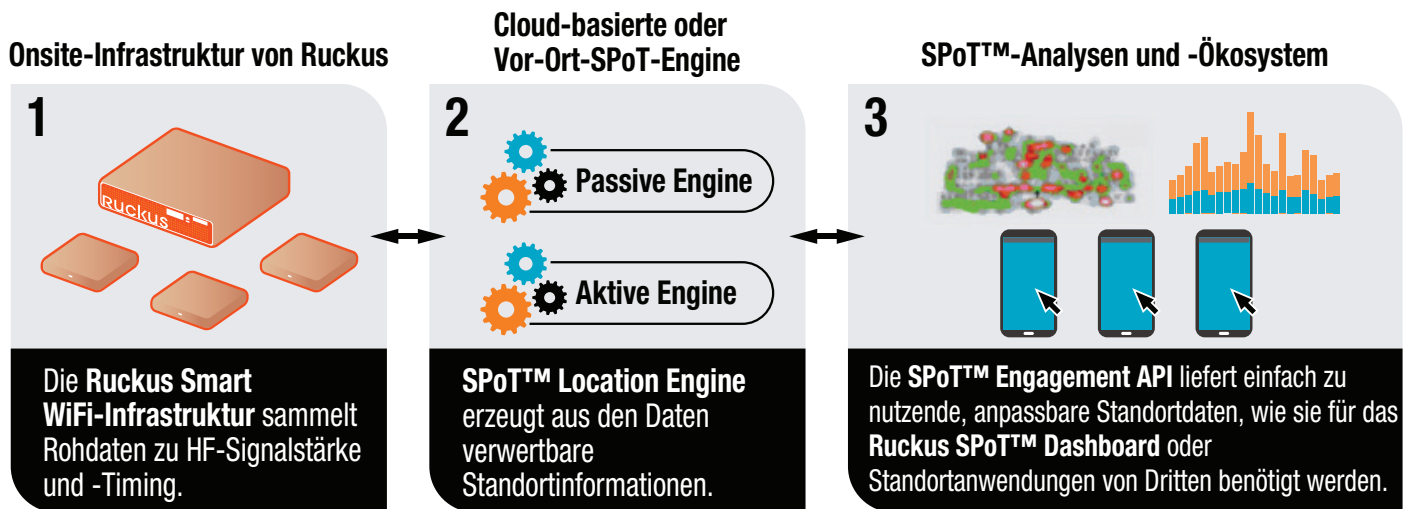 Onsite-Infrastruktur von Ruckus
1
Ruckus
Die Ruckus Smart
WiFi-Infrastruktur sammelt
Rohdaten zu HF-Signalstärke
und -Timing.
Cloud-basierte oder
Vor-Ort-SPoT-Engine
2
Passive Engine
Aktive Engine
SPoT™ Location Engine
erzeugt aus den Daten
verwertbare
Standortinformationen.
SPoT™-Analysen und -Ökosystem
3
Die SPoT™ Engagement API liefert einfach zu
nutzende, anpassbare Standortdaten, wie sie für das
Ruckus SPoT™ Dashboard oder
Standortanwendungen von Dritten benötigt werden.